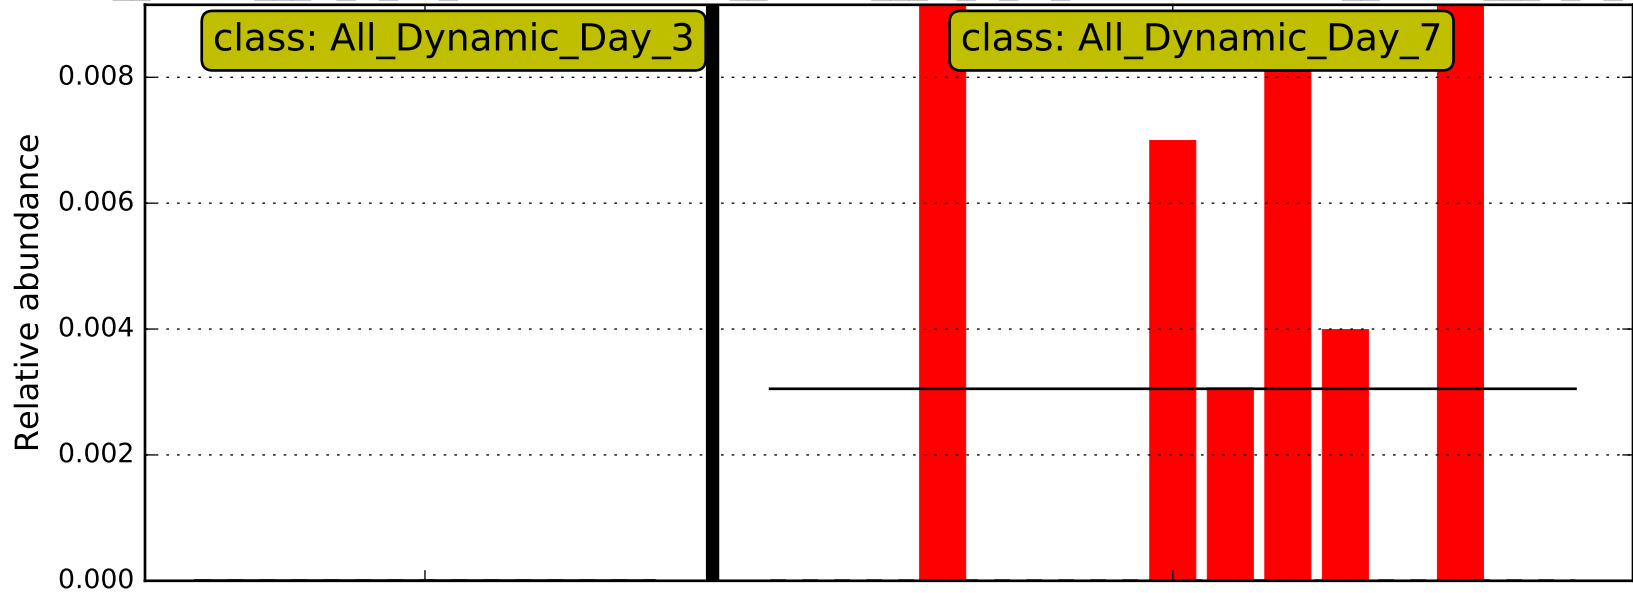 class: All_Dynamic_Day_3
class: All_Dynamic_Day_7
0.008
0.006
0.004
0.002
0.000
Relative abundance